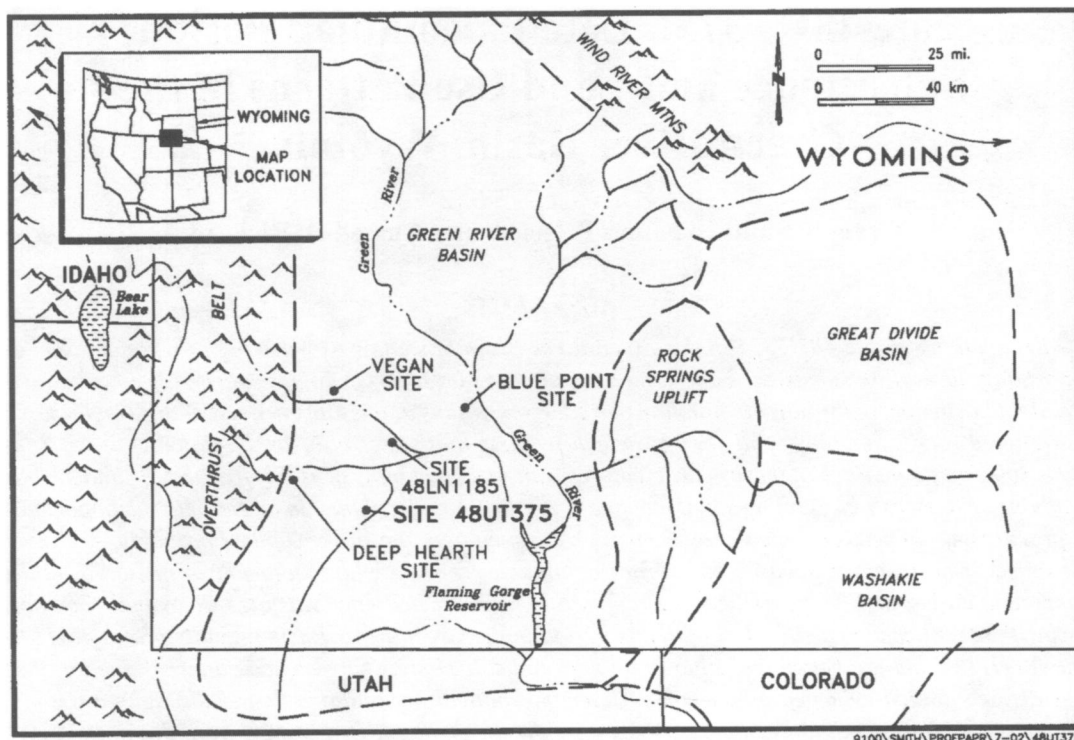 WYOMING
MAP
LOCATION
WIND RIVER MTNS
N
0 25 mi.
0 40 km
WYOMING
River
Green
GREEN RIVER
BASIN
IDAHO
Bear
Lake
BELT
OVERTHRUST
VEGAN
SITE
BLUE POINT
SITE
ROCK
SPRINGS
UPLIFT
GREAT DIVIDE
BASIN
Green
River
SITE
48LN1185
SITE 48UT375
DEEP HEARTH
SITE
Flaming Gorge
Reservoir
WASHAKIE
BASIN
UTAH
COLORADO